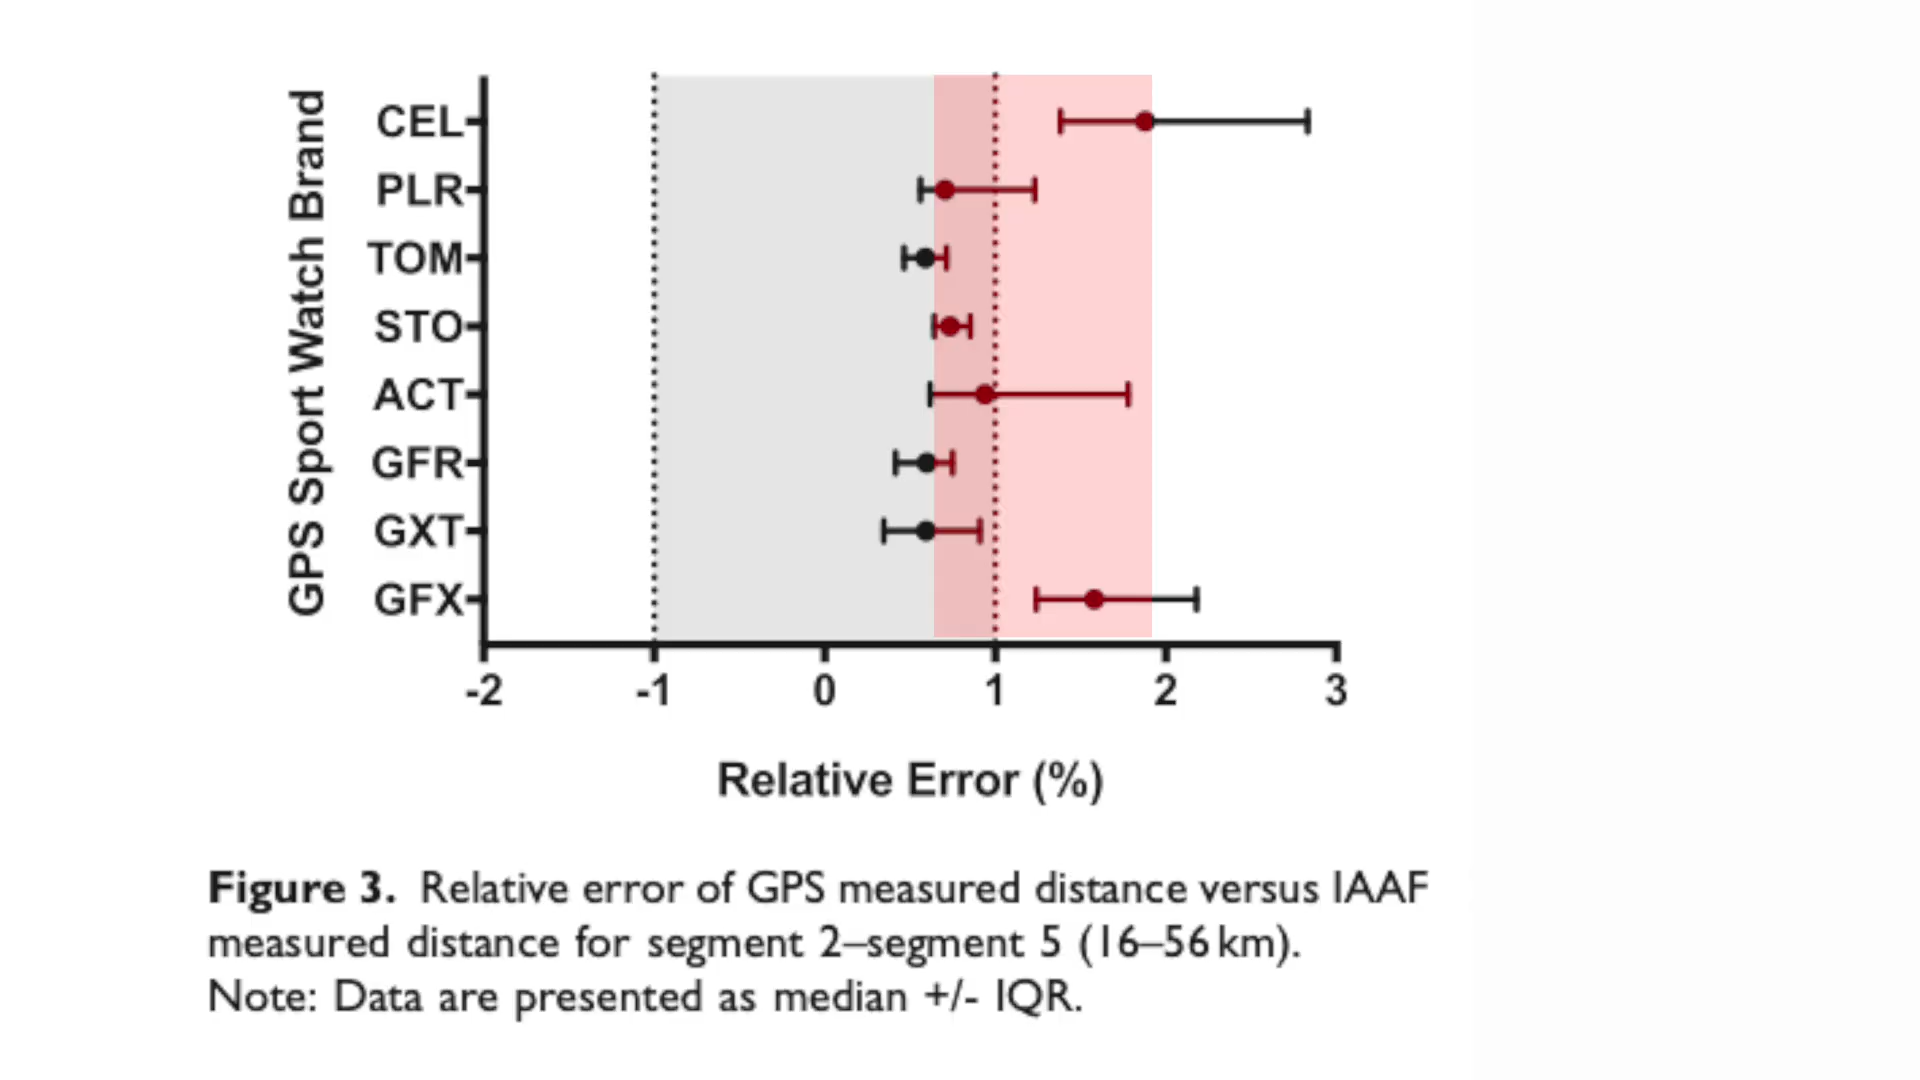 GPS Sport Watch Brand
CEL
PLR
TOM
STO
ACT
GFR
GXT
GFX
-2 -1 0 1 2 3
Relative Error (%)
Figure 3. Relative error of GPS measured distance versus IAAF
measured distance for segment 2–segment 5 (16–56 km).
Note: Data are presented as median +/- IQR.